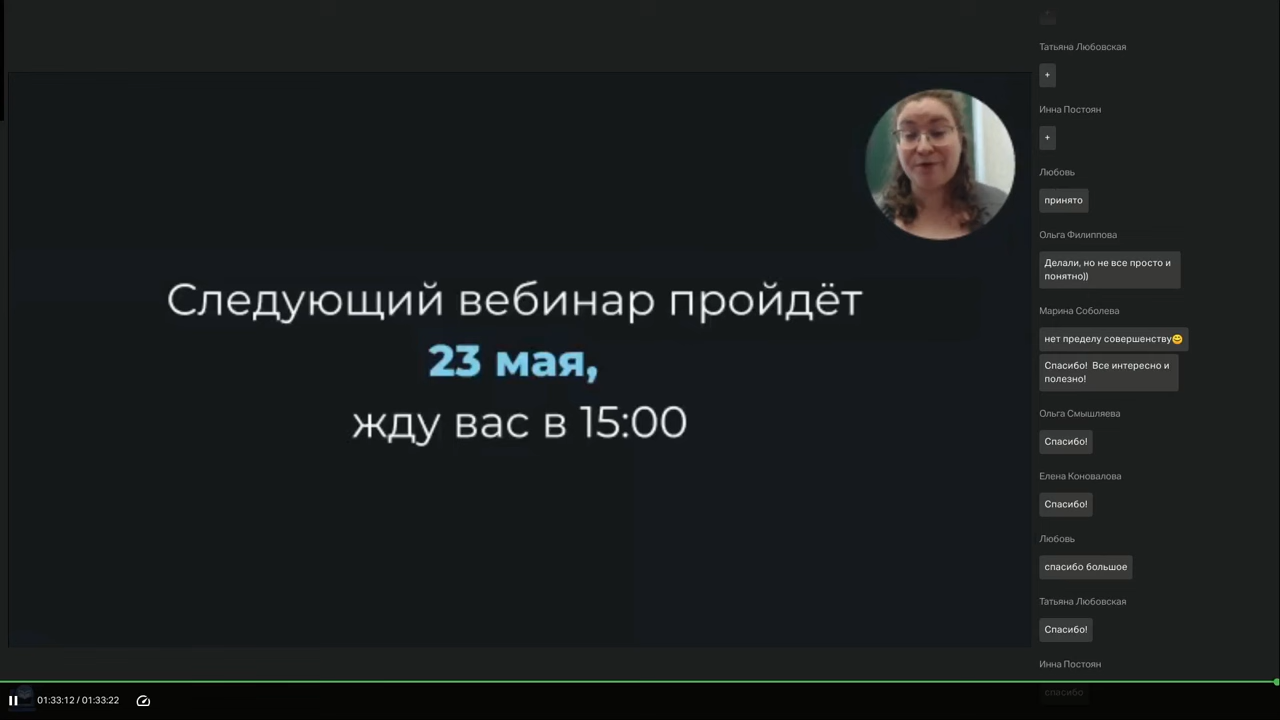 Следующий вебинар пройдёт
23 мая,
жду вас в 15:00
Татьяна Любовская
+
Инна Постоян
+
Любовь
принято
Ольга Филиппова
Делали, но не все просто и
понятно))
Марина Соболева
нет пределу совершенству😊
Спасибо! Все интересно и
полезно!
Ольга Смышляева
Спасибо!
Елена Коновалова
Спасибо!
Любовь
спасибо большое
Татьяна Любовская
Спасибо!
Инна Постоян
спасибо
01:33:12 / 01:33:22